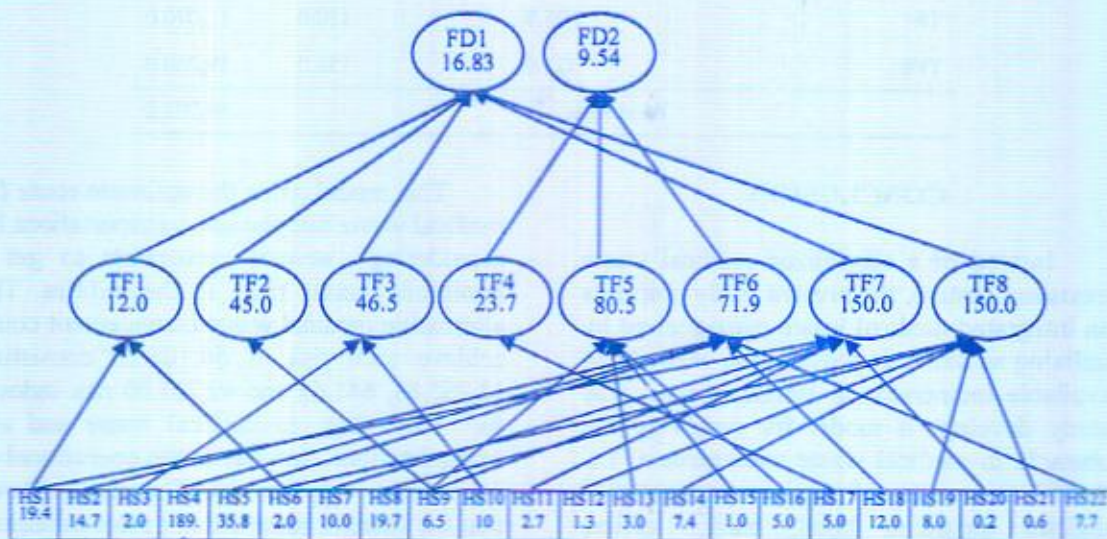 FD1 FD2
16.83 9.54
TF1 TF2 TF3 TF4 TF5 TF6 TF7 TF8
12.0 45.0 46.5 23.7 80.5 71.9 150.0 150.0
HS1 HS2 HS3 HS4 HS5 HS6 HS7 HS8 HS9 HS10 HS11 HS12 HS13 HS14 HS15 HS16 HS17 HS18 HS19 HS20 HS21 HS22
19.4 14.7 2.0 189. 35.8 2.0 10.0 19.7 6.5 10 2.7 1.3 3.0 7.4 1.0 5.0 5.0 12.0 8.0 0.2 0.6 7.7